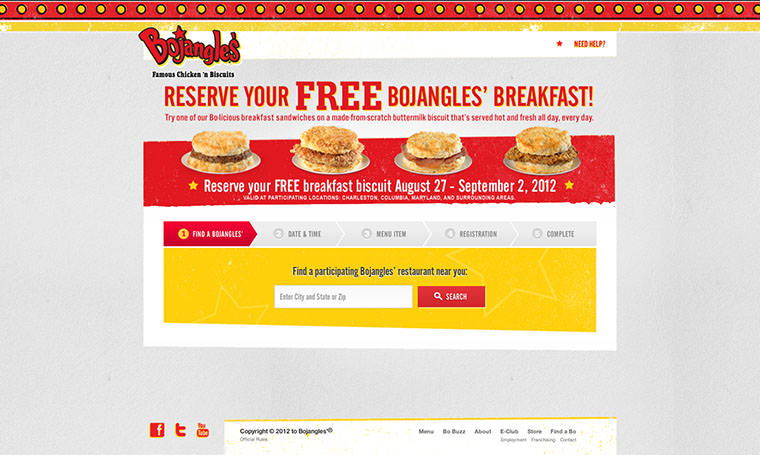 Bojangles'
Famous Chicken 'n Biscuits
NEED HELP?
RESERVE YOUR FREE BOJANGLES' BREAKFAST!
Try one of our Bo-licious breakfast sandwiches on a made-from-scratch buttermilk biscuit that's served hot and fresh all day, every day.
Reserve your FREE breakfast biscuit August 27 - September 2, 2012
VALID AT PARTICIPATING LOCATIONS: CHARLESTON, COLUMBIA, MARYLAND, AND SURROUNDING AREAS.
1 FIND A BOJANGLES' 2 DATE & TIME 3 MENU ITEM 4 REGISTRATION 5 COMPLETE
Find a participating Bojangles' restaurant near you:
Enter City and State or Zip SEARCH
f t You Tube
Copyright © 2012 to Bojangles'® Menu Bo Buzz About E-Club Store Find a Bo
Official Rules Employment Franchising Contact